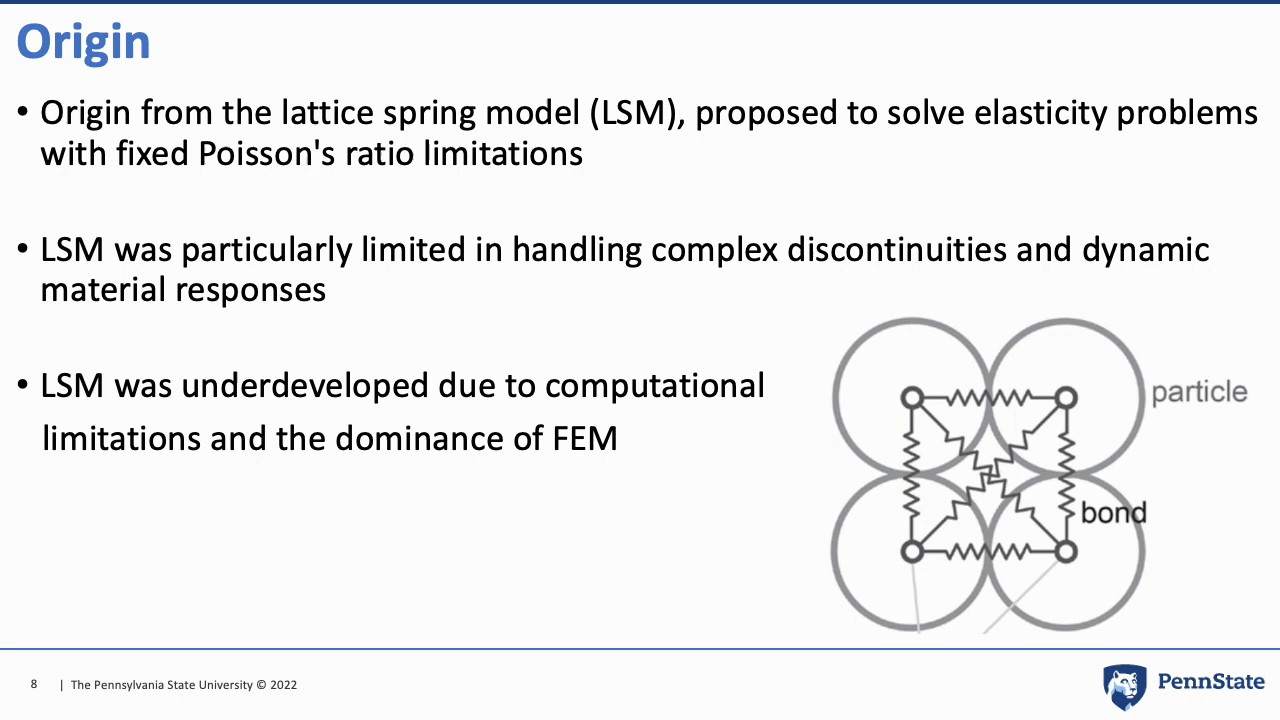 Origin
• Origin from the lattice spring model (LSM), proposed to solve elasticity problems
with fixed Poisson's ratio limitations
• LSM was particularly limited in handling complex discontinuities and dynamic
material responses
• LSM was underdeveloped due to computational
limitations and the dominance of FEM
particle
bond
8 | The Pennsylvania State University © 2022
PennState